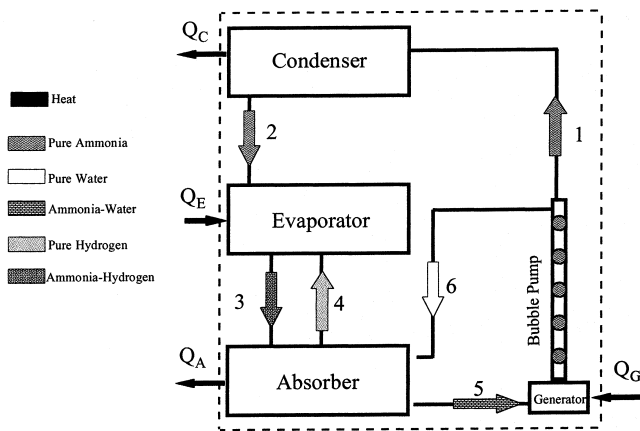 Q_C
Condenser
Heat
Pure Ammonia
Pure Water
Ammonia-Water
Pure Hydrogen
Ammonia-Hydrogen
2
1
Q_E
Evaporator
3
4
6
Bubble Pump
Q_A
Absorber
5
Generator
Q_G